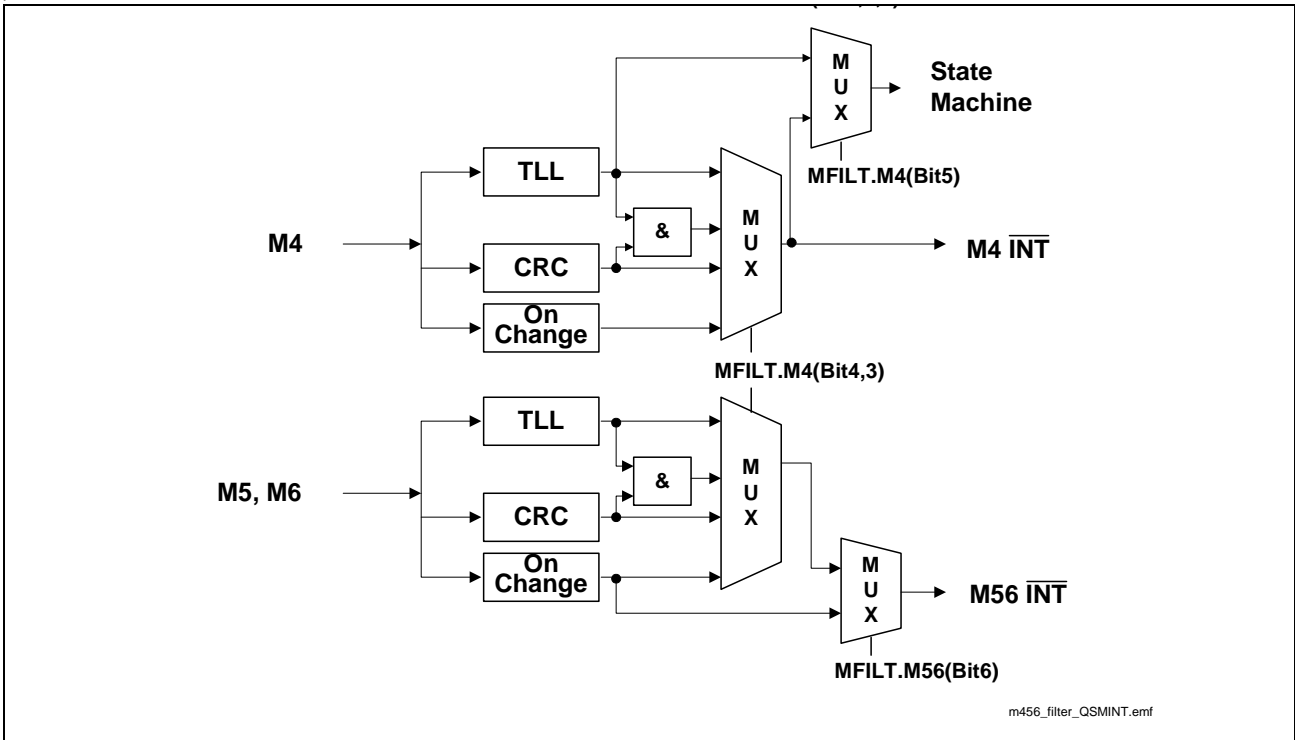 M
U
X
State
Machine
MFILT.M4(Bit5)
TLL
&
M
U
X
M4
M4 INT
CRC
On
Change
MFILT.M4(Bit4,3)
TLL
&
M
U
X
M5, M6
CRC
On
Change
M
U
X
M56 INT
MFILT.M56(Bit6)
m456_filter_QSMINT.emf